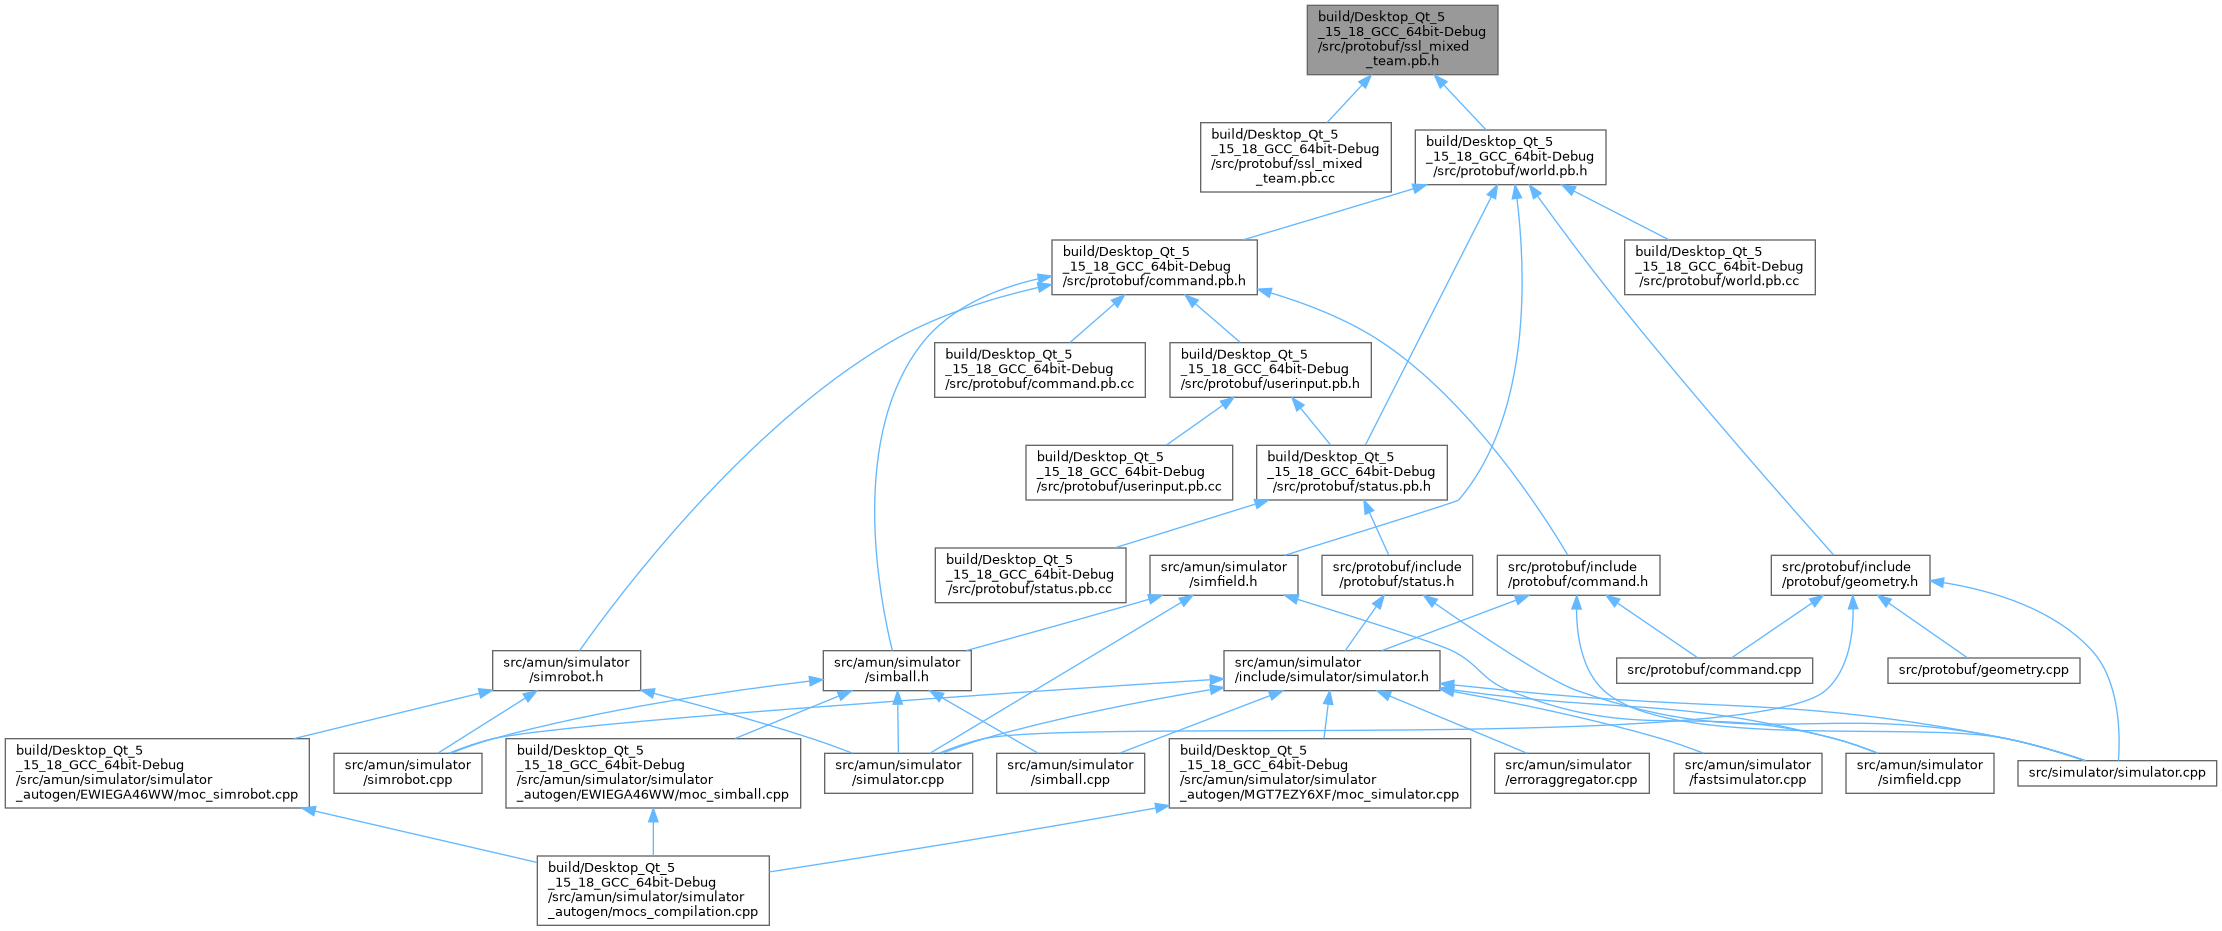 build/Desktop_Qt_5
_15_18_GCC_64bit-Debug
/src/protobuf/ssl_mixed
_team.pb.h
build/Desktop_Qt_5
_15_18_GCC_64bit-Debug
/src/protobuf/ssl_mixed
_team.pb.cc
build/Desktop_Qt_5
_15_18_GCC_64bit-Debug
/src/protobuf/world.pb.h
build/Desktop_Qt_5
_15_18_GCC_64bit-Debug
/src/protobuf/command.pb.h
build/Desktop_Qt_5
_15_18_GCC_64bit-Debug
/src/protobuf/world.pb.cc
build/Desktop_Qt_5
_15_18_GCC_64bit-Debug
/src/protobuf/command.pb.cc
build/Desktop_Qt_5
_15_18_GCC_64bit-Debug
/src/protobuf/userinput.pb.h
build/Desktop_Qt_5
_15_18_GCC_64bit-Debug
/src/protobuf/userinput.pb.cc
build/Desktop_Qt_5
_15_18_GCC_64bit-Debug
/src/protobuf/status.pb.h
build/Desktop_Qt_5
_15_18_GCC_64bit-Debug
/src/protobuf/status.pb.cc
src/amun/simulator
/simfield.h
src/protobuf/include
/protobuf/status.h
src/protobuf/include
/protobuf/command.h
src/protobuf/include
/protobuf/geometry.h
src/amun/simulator
/simrobot.h
src/amun/simulator
/simball.h
src/amun/simulator
/include/simulator/simulator.h
src/protobuf/command.cpp
src/protobuf/geometry.cpp
build/Desktop_Qt_5
_15_18_GCC_64bit-Debug
/src/amun/simulator/simulator
_autogen/EWIEGA46WW/moc_simrobot.cpp
src/amun/simulator
/simrobot.cpp
build/Desktop_Qt_5
_15_18_GCC_64bit-Debug
/src/amun/simulator/simulator
_autogen/EWIEGA46WW/moc_simball.cpp
src/amun/simulator
/simulator.cpp
src/amun/simulator
/simball.cpp
build/Desktop_Qt_5
_15_18_GCC_64bit-Debug
/src/amun/simulator/simulator
_autogen/MGT7EZY6XF/moc_simulator.cpp
src/amun/simulator
/erroraggregator.cpp
src/amun/simulator
/fastsimulator.cpp
src/amun/simulator
/simfield.cpp
src/simulator/simulator.cpp
build/Desktop_Qt_5
_15_18_GCC_64bit-Debug
/src/amun/simulator/simulator
_autogen/mocs_compilation.cpp